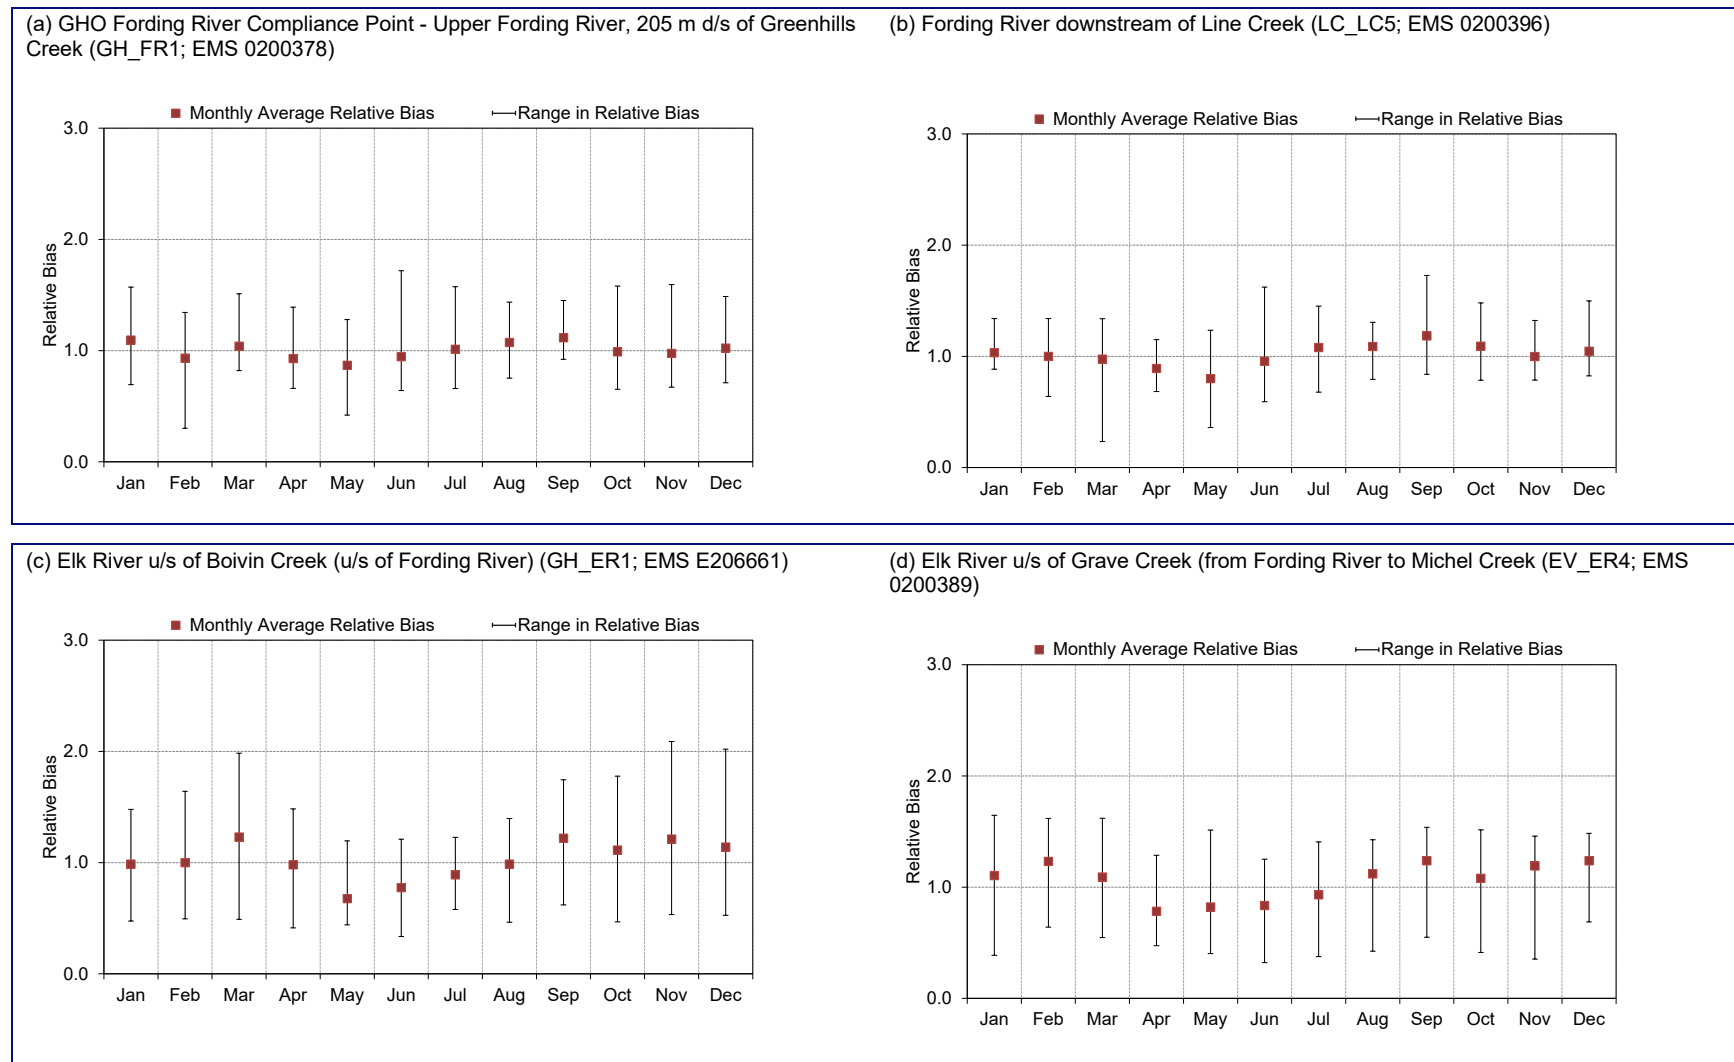 (a) GHO Fording River Compliance Point - Upper Fording River, 205 m d/s of Greenhills
Creek (GH_FR1; EMS 0200378)
Monthly Average Relative Bias
Range in Relative Bias
Relative Bias
3.0
2.0
1.0
0.0
Jan Feb Mar Apr May Jun Jul Aug Sep Oct Nov Dec
(b) Fording River downstream of Line Creek (LC_LC5; EMS 0200396)
Monthly Average Relative Bias
Range in Relative Bias
Relative Bias
3.0
2.0
1.0
0.0
Jan Feb Mar Apr May Jun Jul Aug Sep Oct Nov Dec
(c) Elk River u/s of Boivin Creek (u/s of Fording River) (GH_ER1; EMS E206661)
Monthly Average Relative Bias
Range in Relative Bias
Relative Bias
3.0
2.0
1.0
0.0
Jan Feb Mar Apr May Jun Jul Aug Sep Oct Nov Dec
(d) Elk River u/s of Grave Creek (from Fording River to Michel Creek (EV_ER4; EMS
0200389)
Monthly Average Relative Bias
Range in Relative Bias
Relative Bias
3.0
2.0
1.0
0.0
Jan Feb Mar Apr May Jun Jul Aug Sep Oct Nov Dec